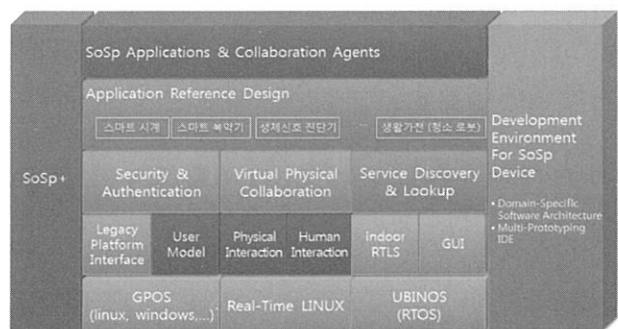 SoSp Applications & Collaboration Agents
Application Reference Design
스마트 시계
스마트 복약기
생체신호 진단기
...
생활가전 (청소 로봇)
SoSp+
Security &
Authentication
Virtual Physical
Collaboration
Service Discovery
& Lookup
Legacy
Platform
Interface
User
Model
Physical
Interaction
Human
Interaction
Indoor
RTLS
GUI
GPOS
(linux, windows,...)
Real-Time LINUX
UBINOS
(RTOS)
Development
Environment
For SoSp
Device
• Domain-Specific
Software Architecture
• Multi-Prototyping
IDE